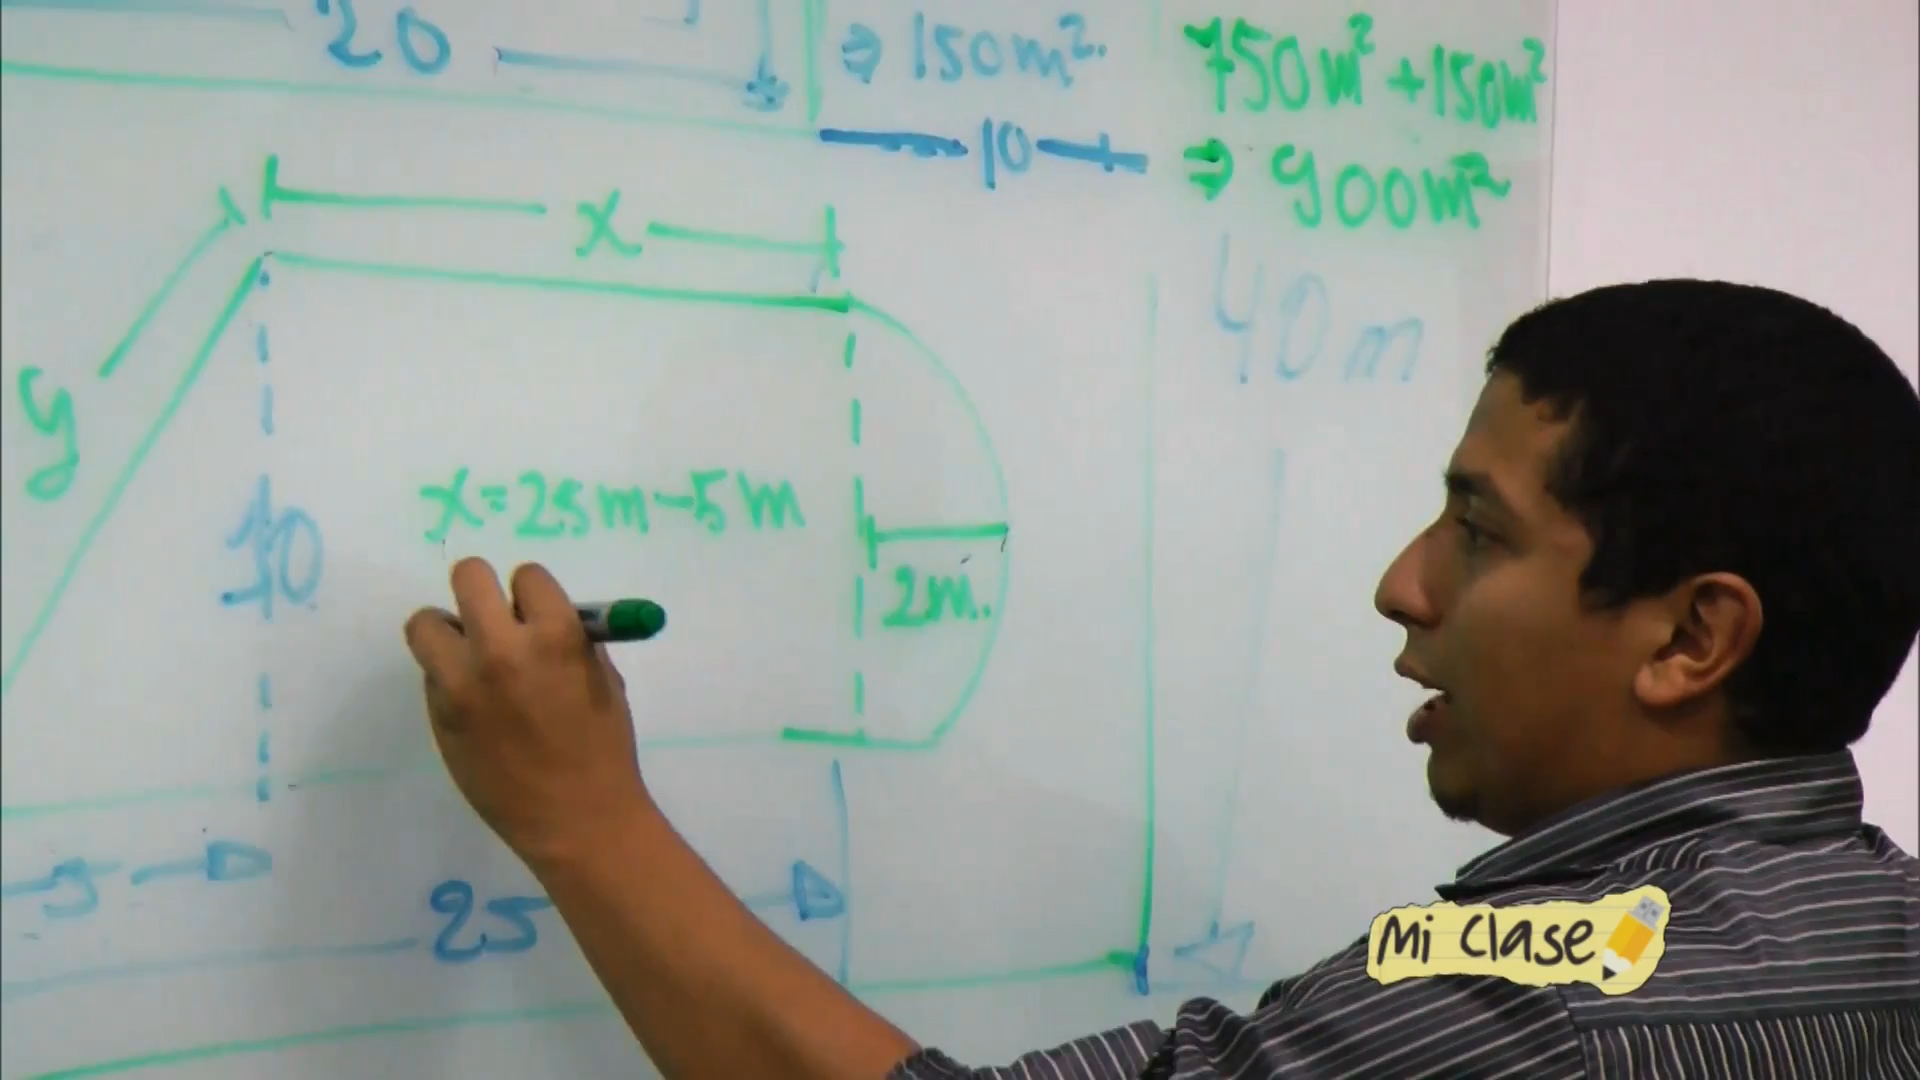 20
⇒ 150m².
750m² + 150m²
10
⇒ 900m²
x
40m
y
x=25m-5m
10
2m.
5
25
Mi Clase